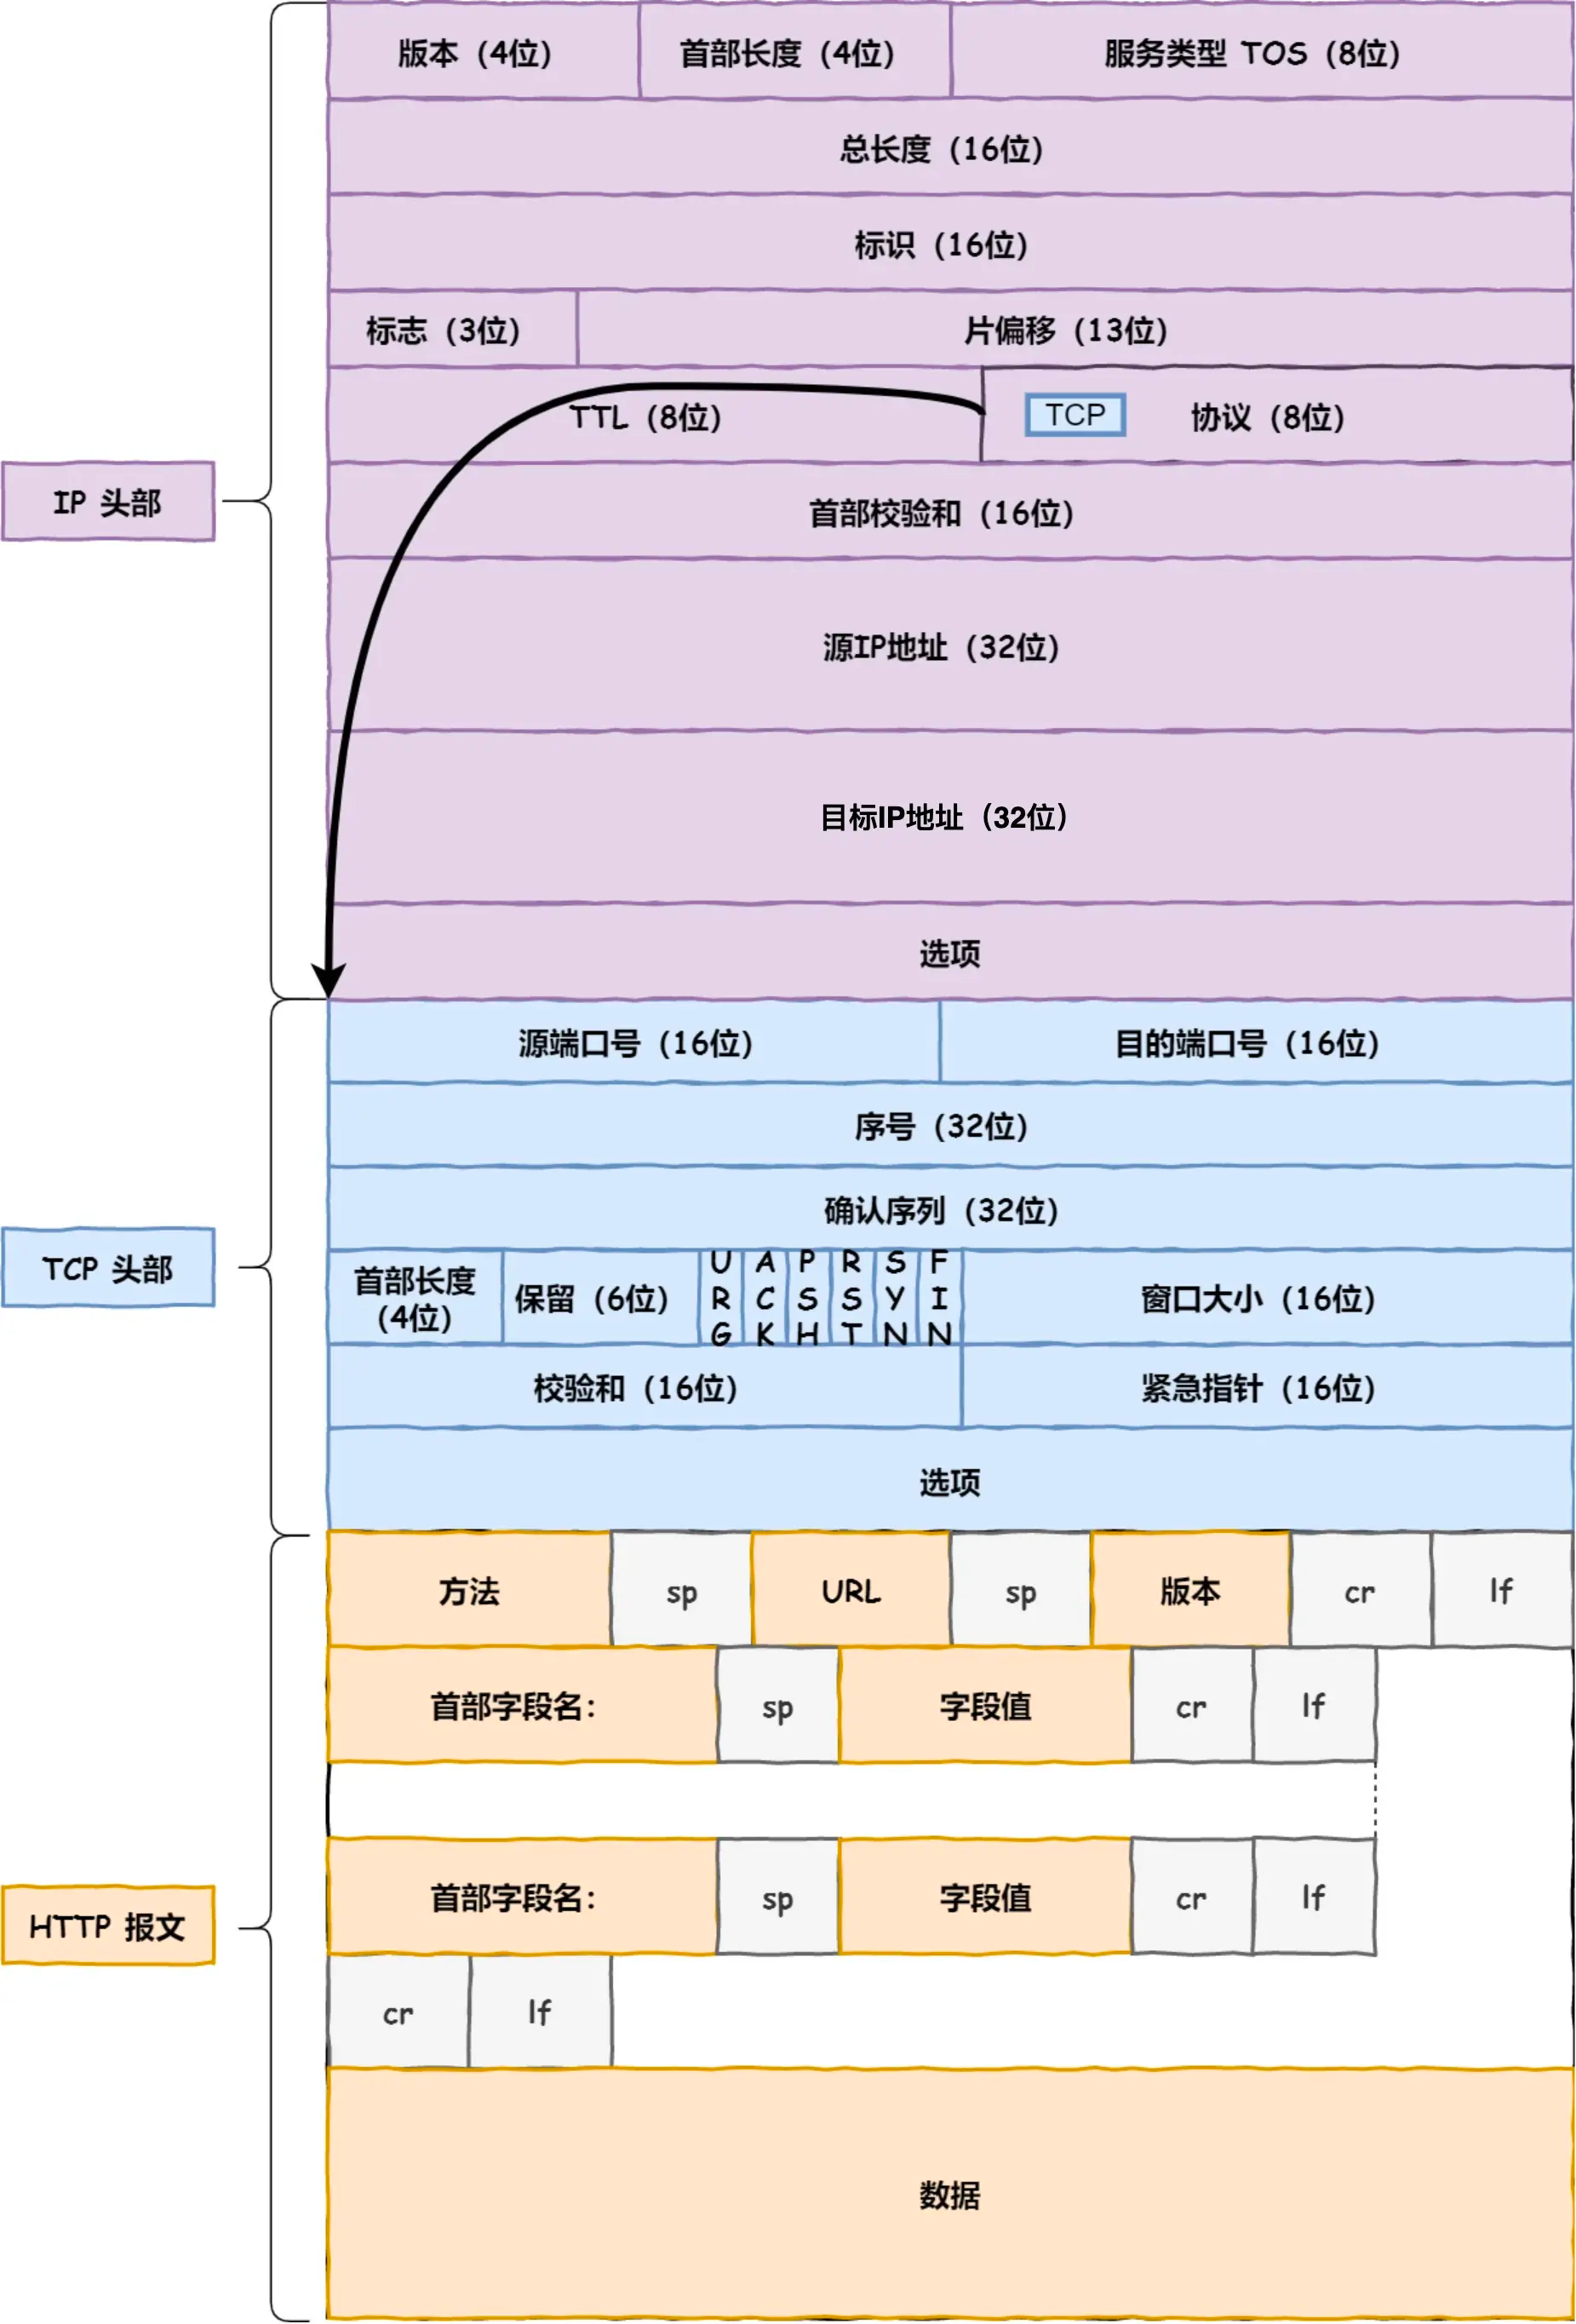 版本（4位） 首部长度（4位） 服务类型 TOS（8位）
总长度（16位）
标识（16位）
标志（3位） 片偏移（13位）
TTL（8位） TCP 协议（8位）
IP 头部
首部校验和（16位）
源IP地址（32位）
目标IP地址（32位）
选项
源端口号（16位） 目的端口号（16位）
序号（32位）
确认序列（32位）
TCP 头部
首部长度
（4位）
保留（6位） URG ACK PSH RST SYN FIN 窗口大小（16位）
校验和（16位） 紧急指针（16位）
选项
方法 sp URL sp 版本 cr lf
首部字段名： sp 字段值 cr lf
首部字段名： sp 字段值 cr lf
HTTP 报文
cr lf
数据